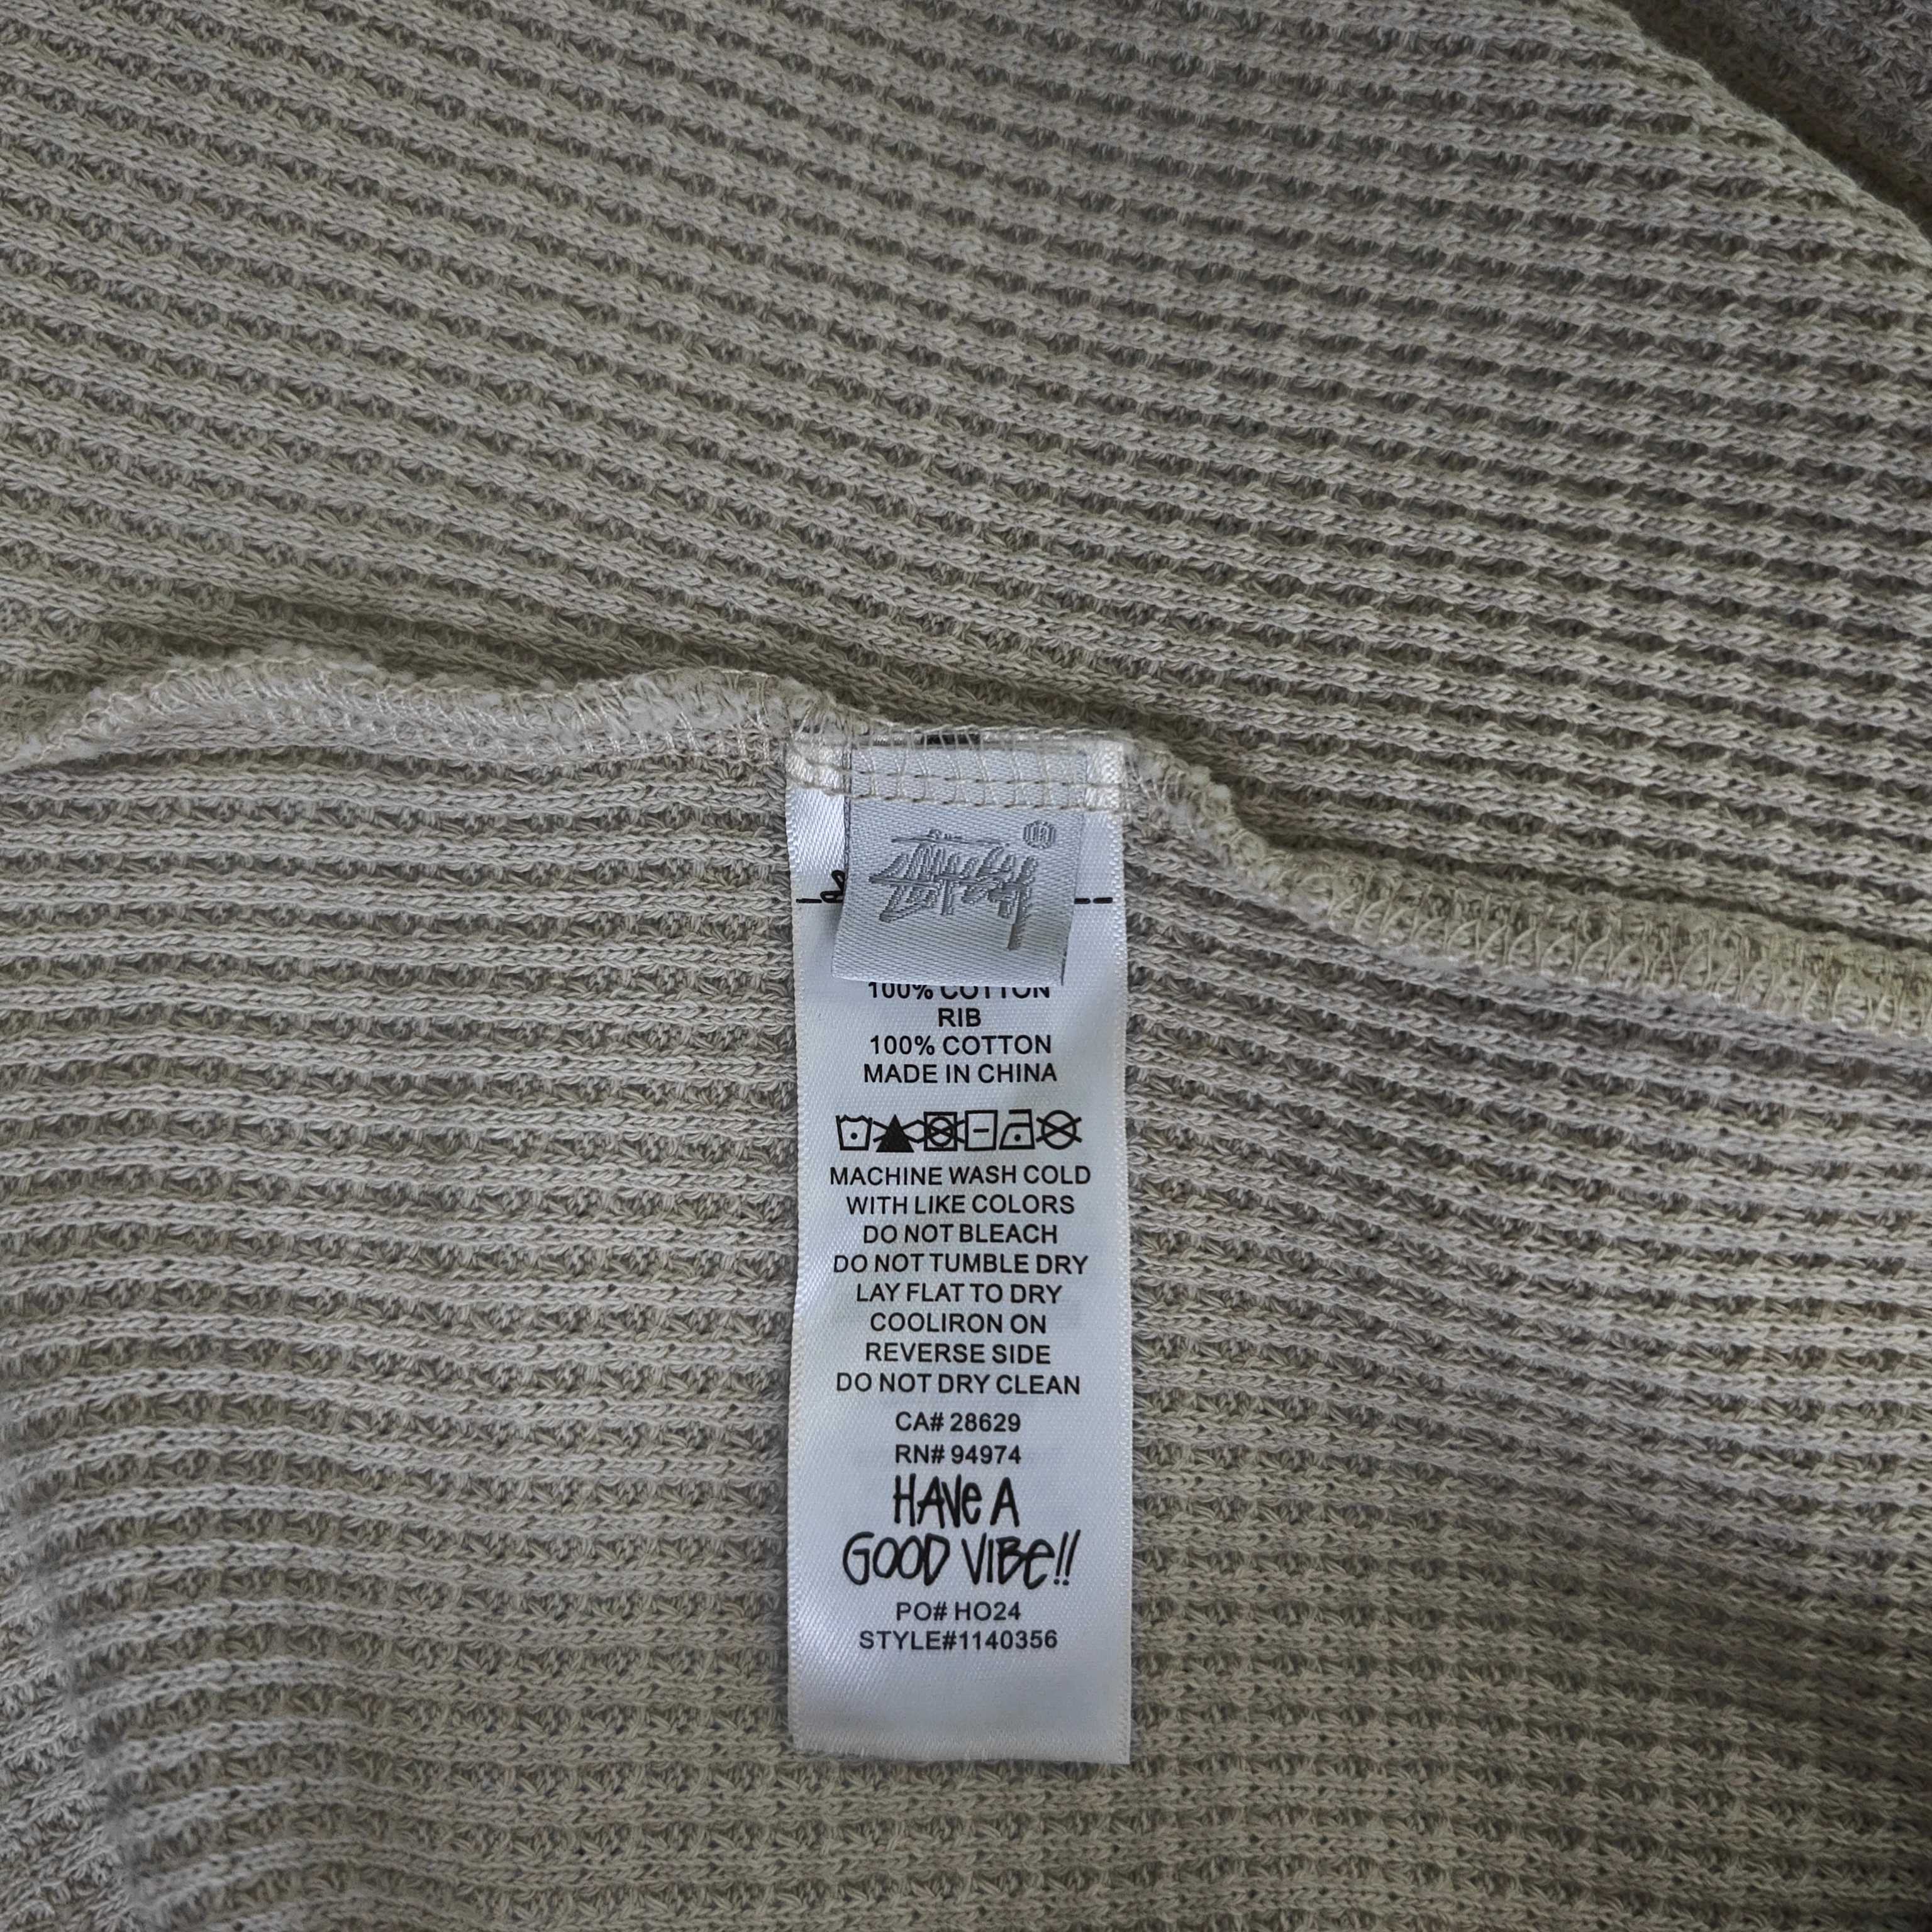 Stüssy ®
100% COTTON
RIB
100% COTTON
MADE IN CHINA
MACHINE WASH COLD
WITH LIKE COLORS
DO NOT BLEACH
DO NOT TUMBLE DRY
LAY FLAT TO DRY
COOLIRON ON
REVERSE SIDE
DO NOT DRY CLEAN
CA# 28629
RN# 94974
HAVE A
GOOD VIBE!!
PO# HO24
STYLE#1140356